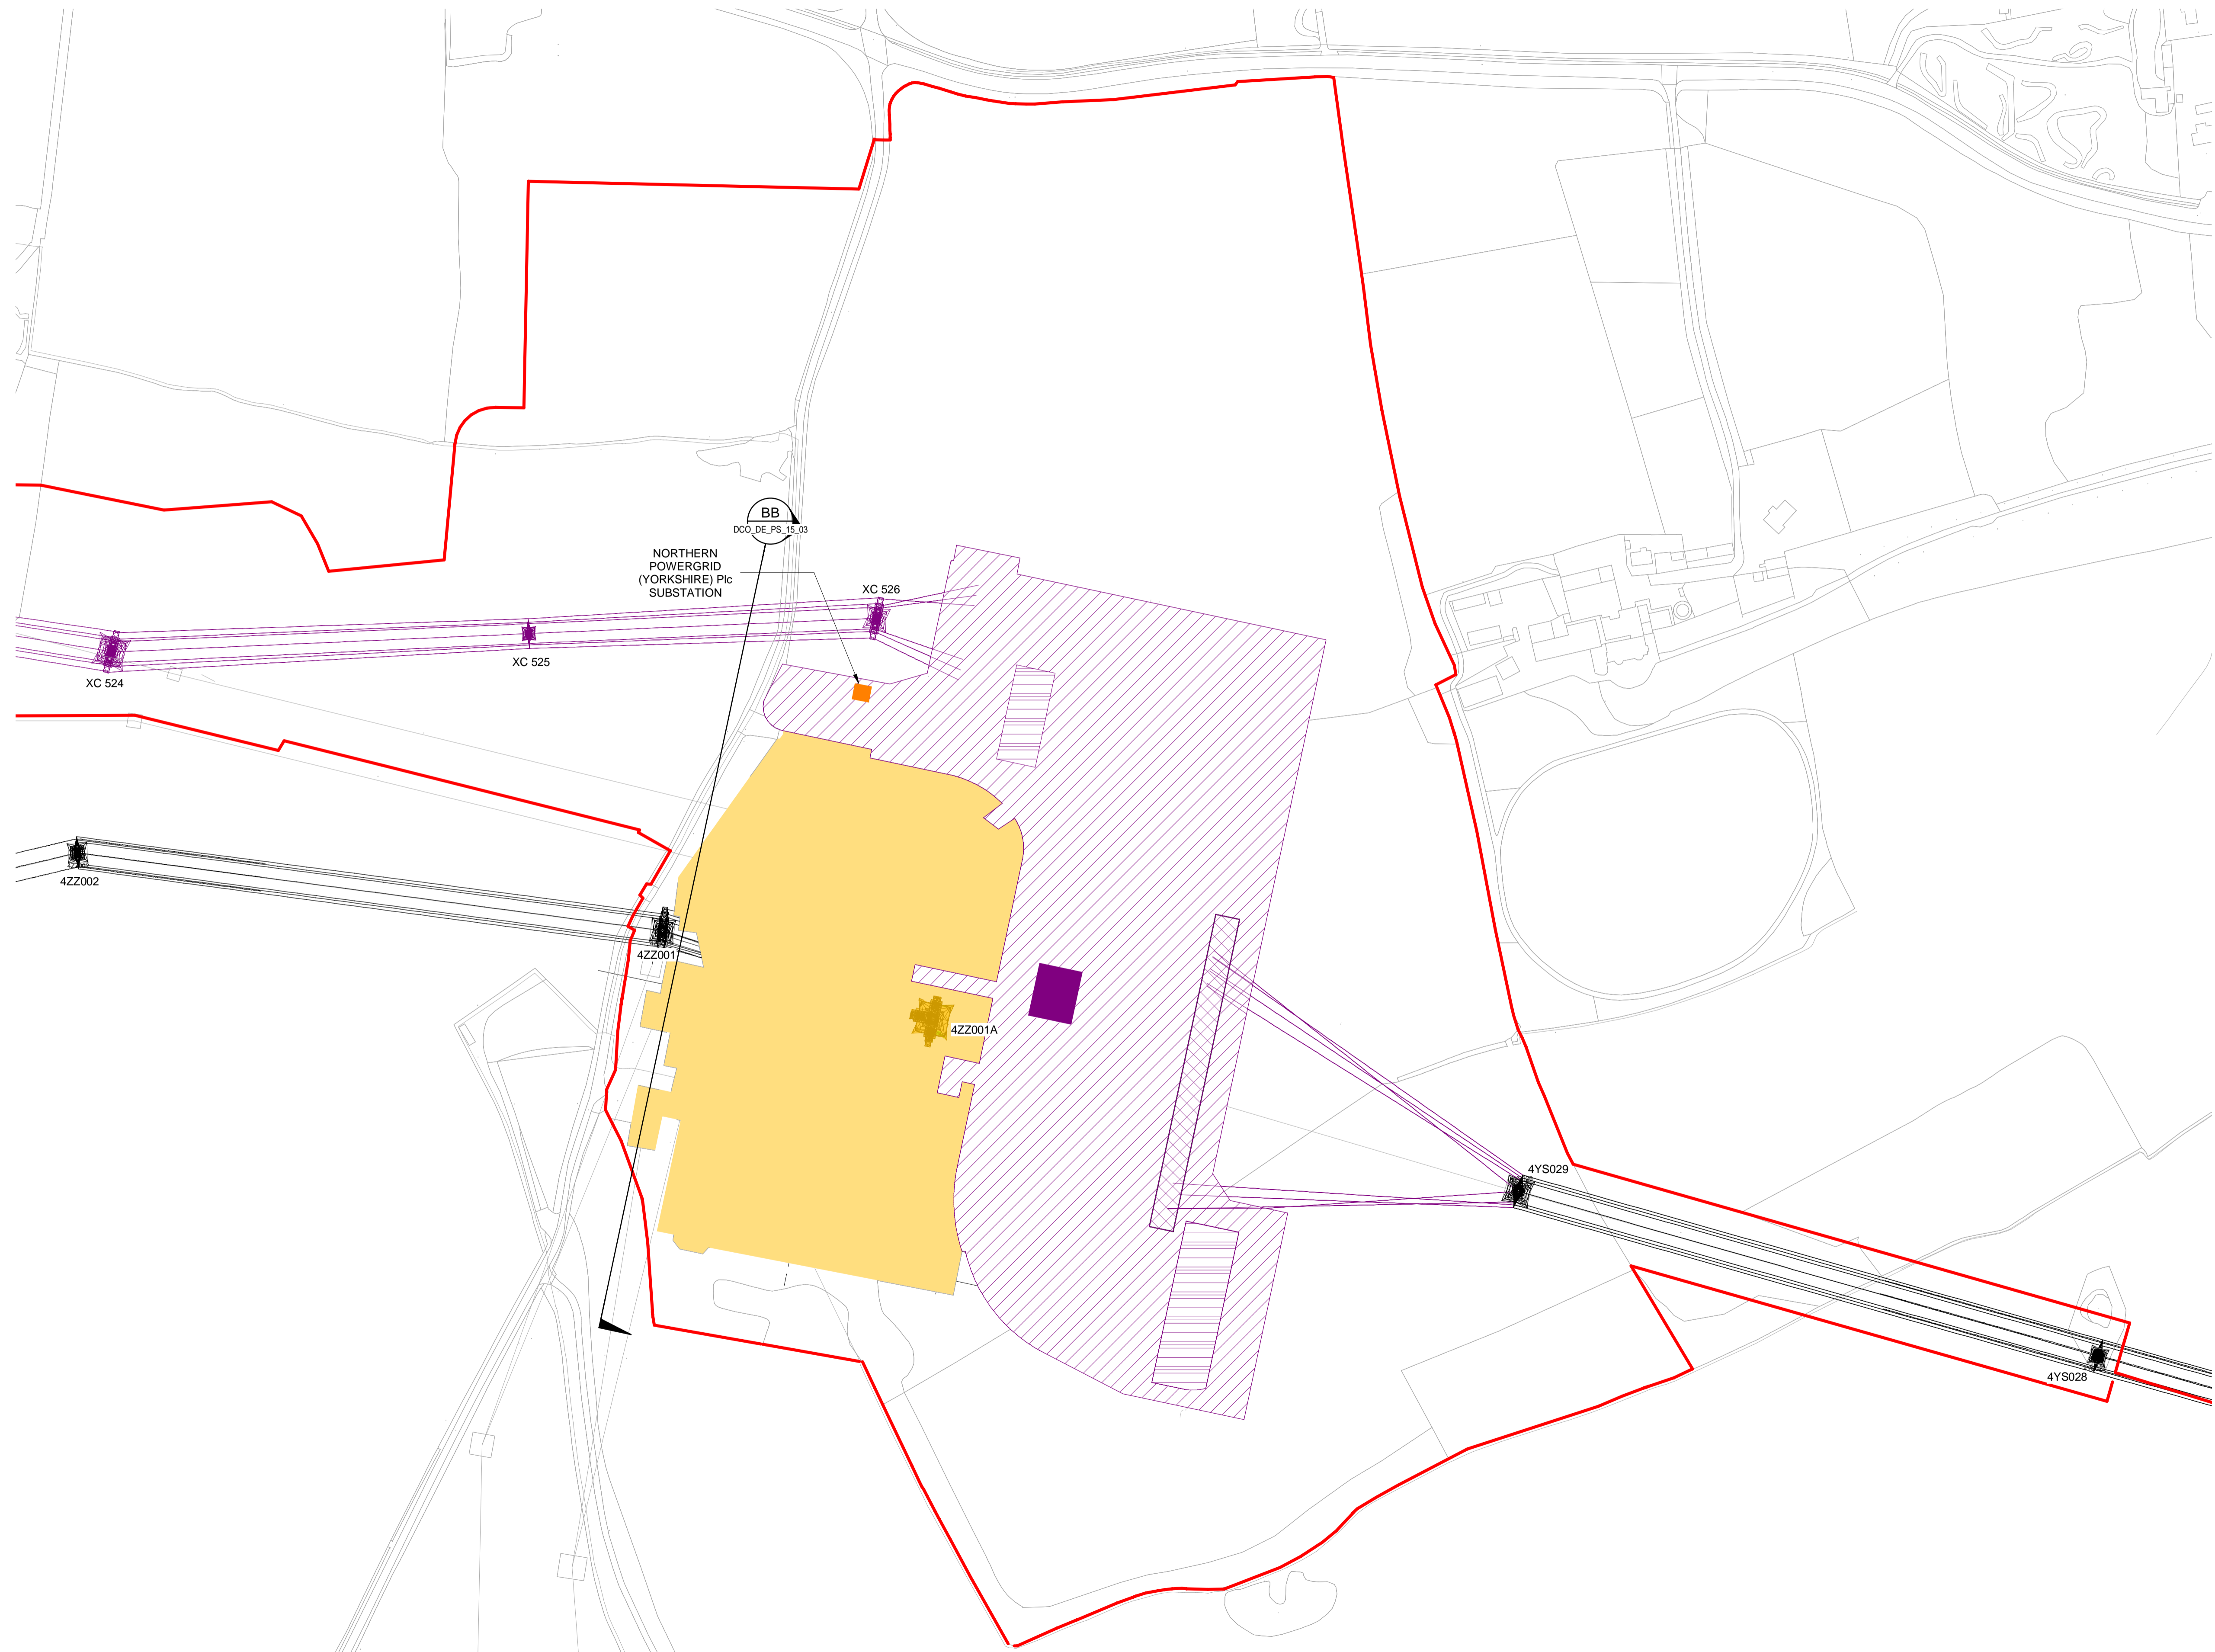 BB
DCO_DE_PS_15_03
NORTHERN
POWERGRID
(YORKSHIRE) Plc
SUBSTATION
XC 526
XC 525
XC 524
4ZZ002
4ZZ001
4ZZ001A
4YS029
4YS028